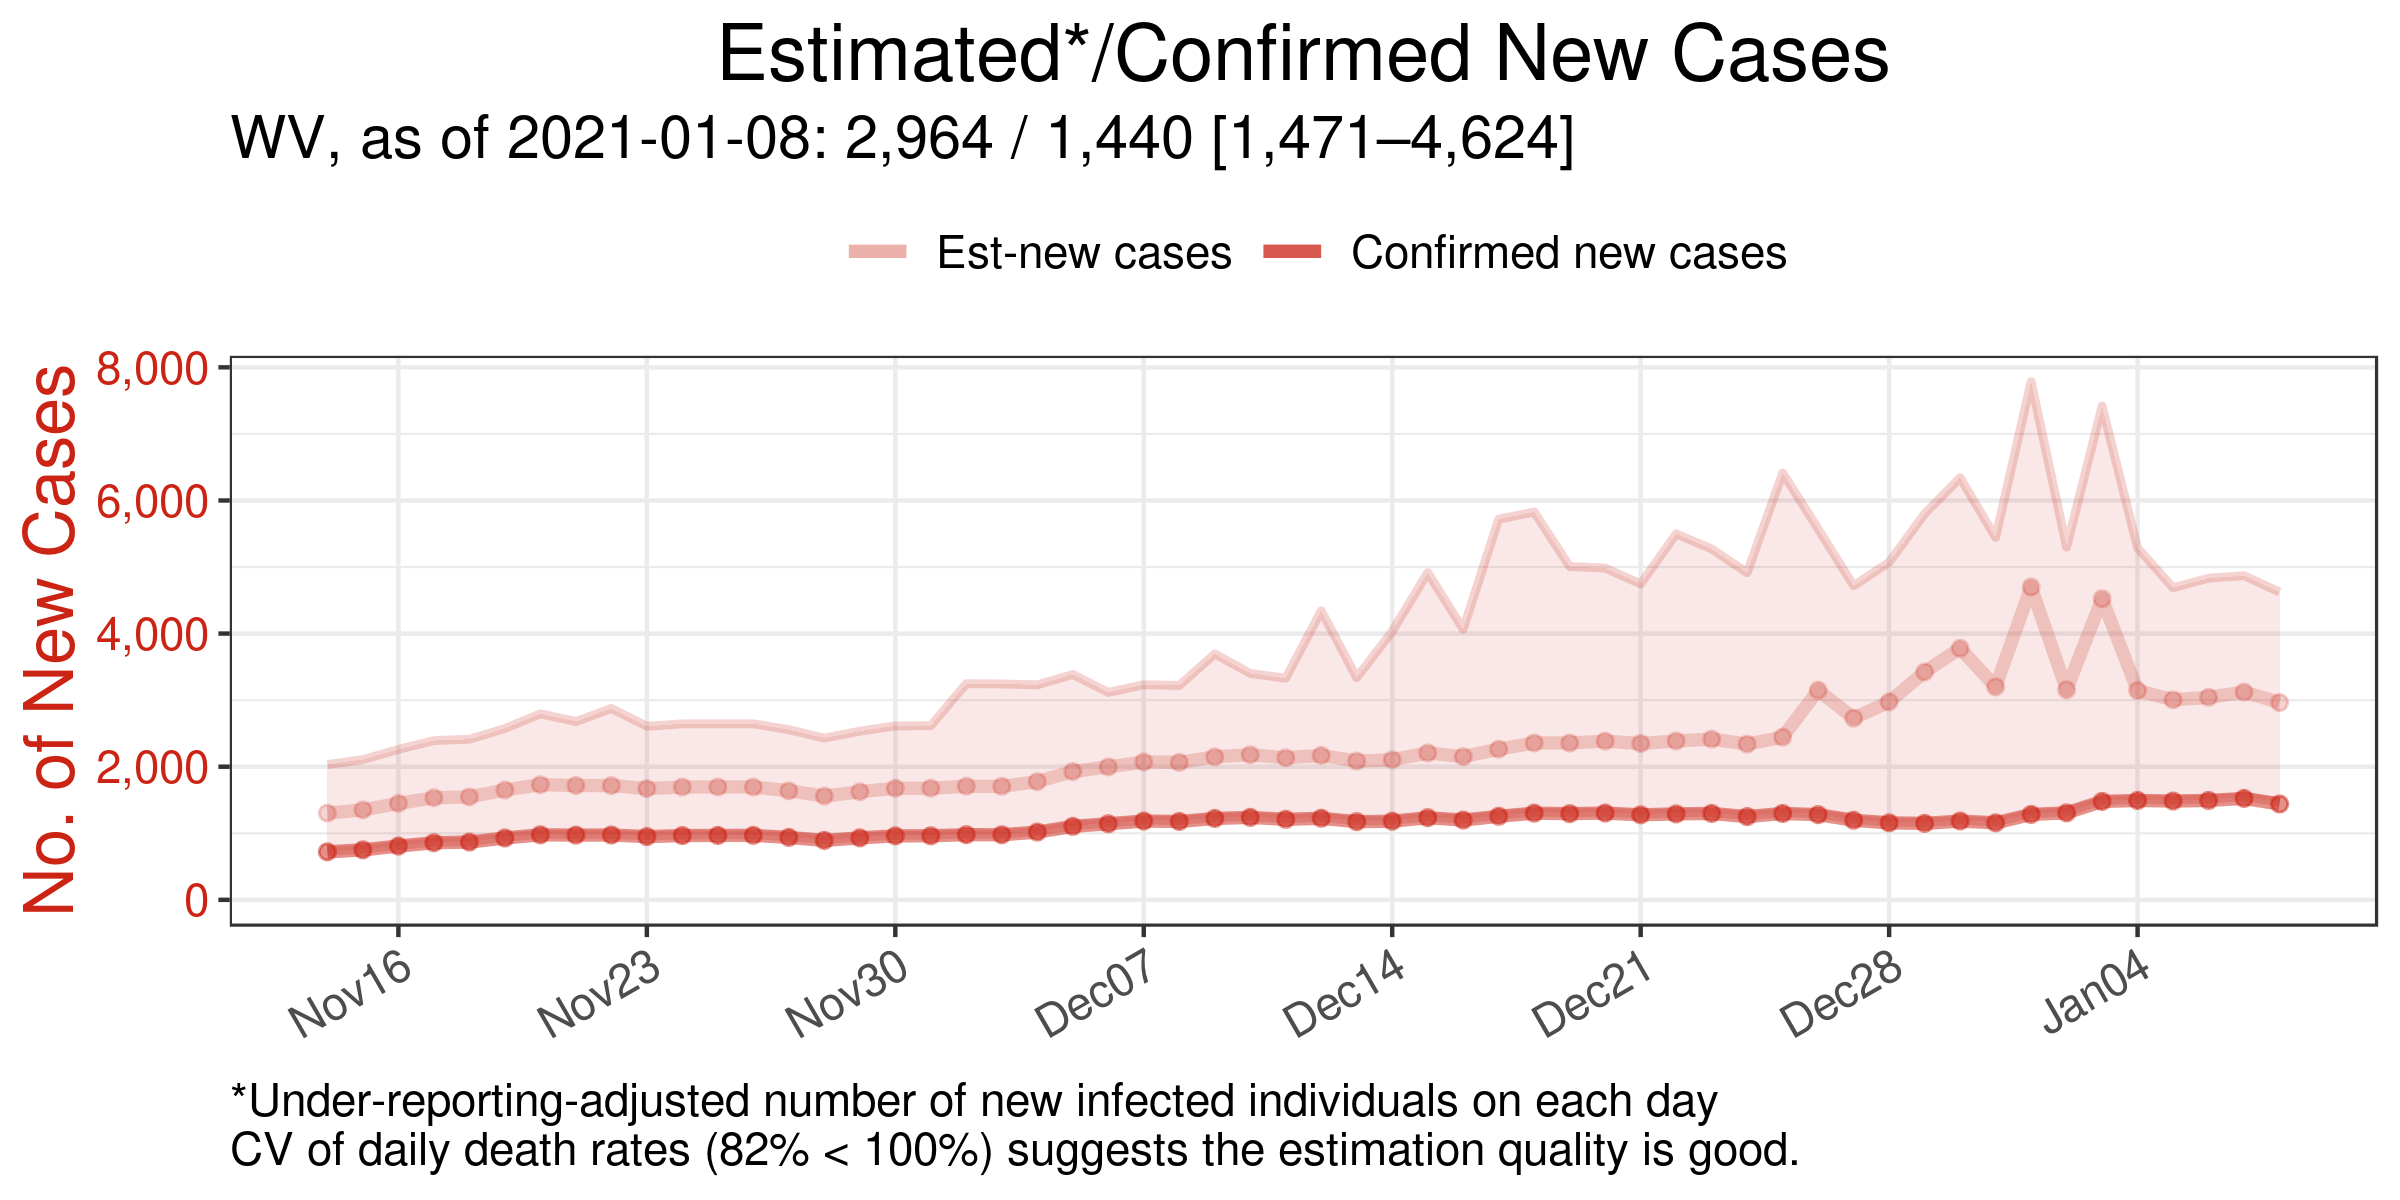 Estimated*/Confirmed New Cases
WV, as of 2021-01-08: 2,964 / 1,440 [1,471–4,624]
Est-new cases
Confirmed new cases
No. of New Cases
8,000
6,000
4,000
2,000
0
Nov16
Nov23
Nov30
Dec07
Dec14
Dec21
Dec28
Jan04
*Under-reporting-adjusted number of new infected individuals on each day
CV of daily death rates (82% < 100%) suggests the estimation quality is good.